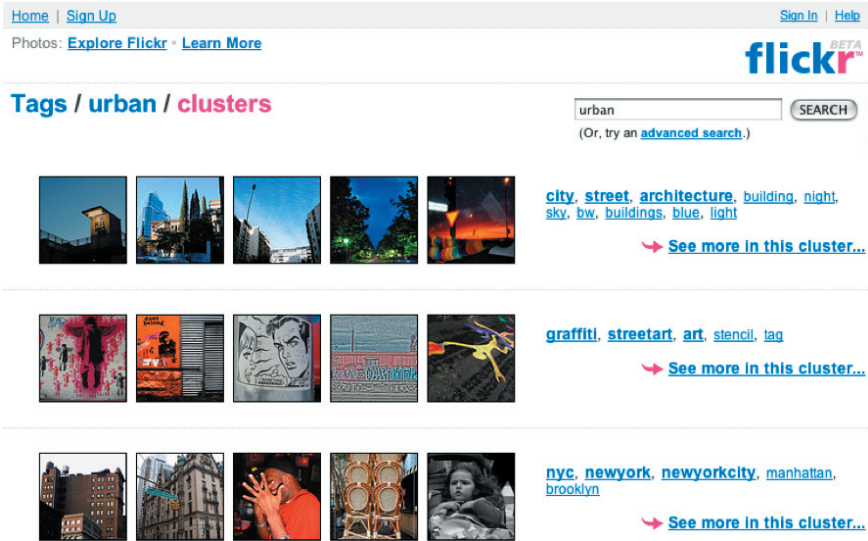 Home | Sign Up
Sign In | Help
Photos: Explore Flickr • Learn More
flickr™ BETA
Tags / urban / clusters
urban
SEARCH
(Or, try an advanced search.)
city, street, architecture, building, night,
sky, bw, buildings, blue, light
See more in this cluster...
graffiti, streetart, art, stencil, tag
See more in this cluster...
nyc, newyork, newyorkcity, manhattan,
brooklyn
See more in this cluster...